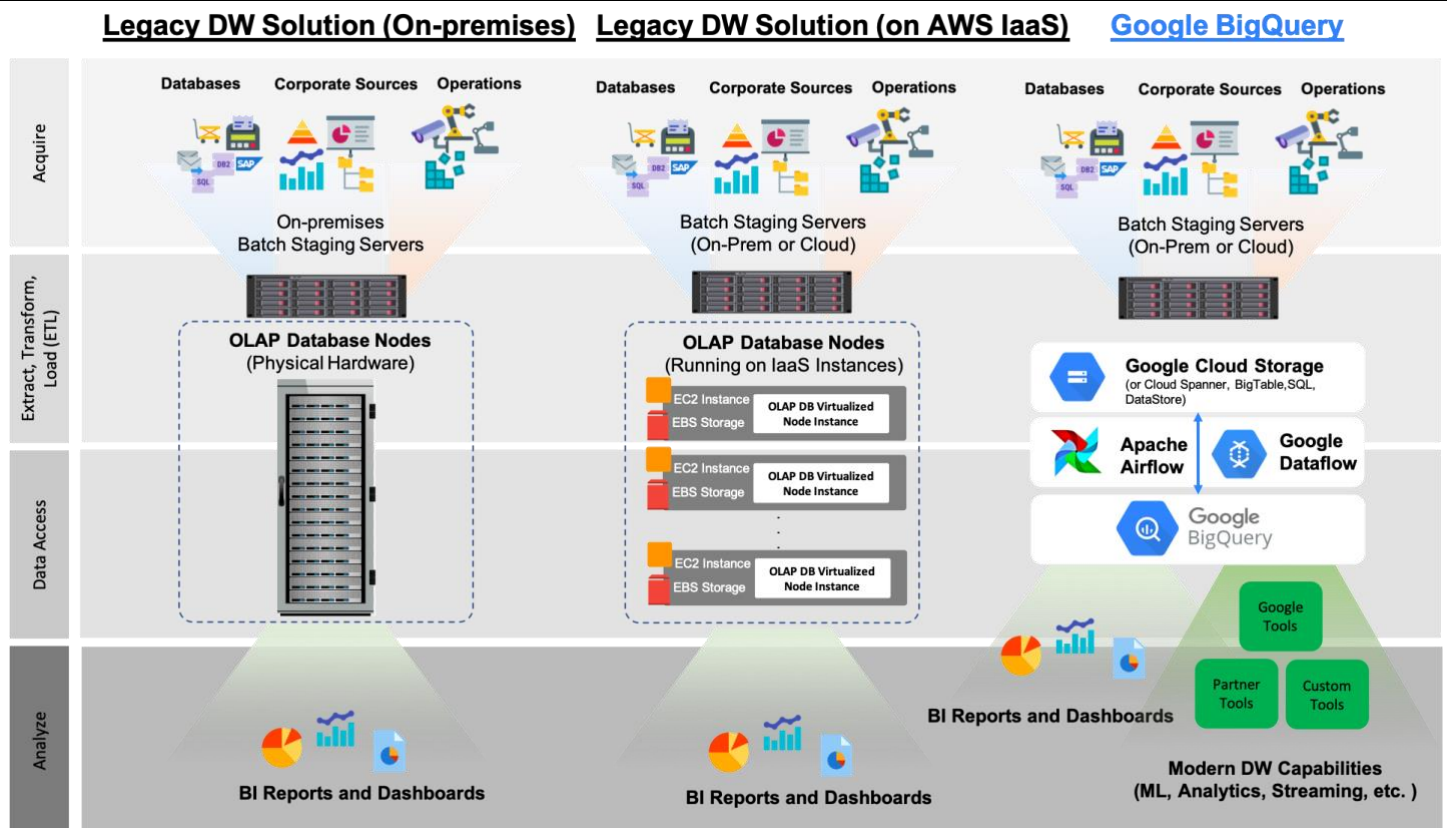 Legacy DW Solution (On-premises)
Legacy DW Solution (on AWS IaaS)
Google BigQuery
Acquire
Databases
Corporate Sources
Operations
DB2
SAP
SQL
On-premises
Batch Staging Servers
Databases
Corporate Sources
Operations
DB2
SAP
SQL
Batch Staging Servers
(On-Prem or Cloud)
Databases
Corporate Sources
Operations
DB2
SAP
SQL
Batch Staging Servers
(On-Prem or Cloud)
Extract, Transform,
Load (ETL)
OLAP Database Nodes
(Physical Hardware)
OLAP Database Nodes
(Running on IaaS Instances)
EC2 Instance
EBS Storage
OLAP DB Virtualized
Node Instance
EC2 Instance
EBS Storage
OLAP DB Virtualized
Node Instance
.
.
.
EC2 Instance
EBS Storage
OLAP DB Virtualized
Node Instance
Google Cloud Storage
(or Cloud Spanner, BigTable,SQL,
DataStore)
Apache
Airflow
Google
Dataflow
Google
BigQuery
Data Access
Google
Tools
Partner
Tools
Custom
Tools
Analyze
BI Reports and Dashboards
BI Reports and Dashboards
BI Reports and Dashboards
Modern DW Capabilities
(ML, Analytics, Streaming, etc. )